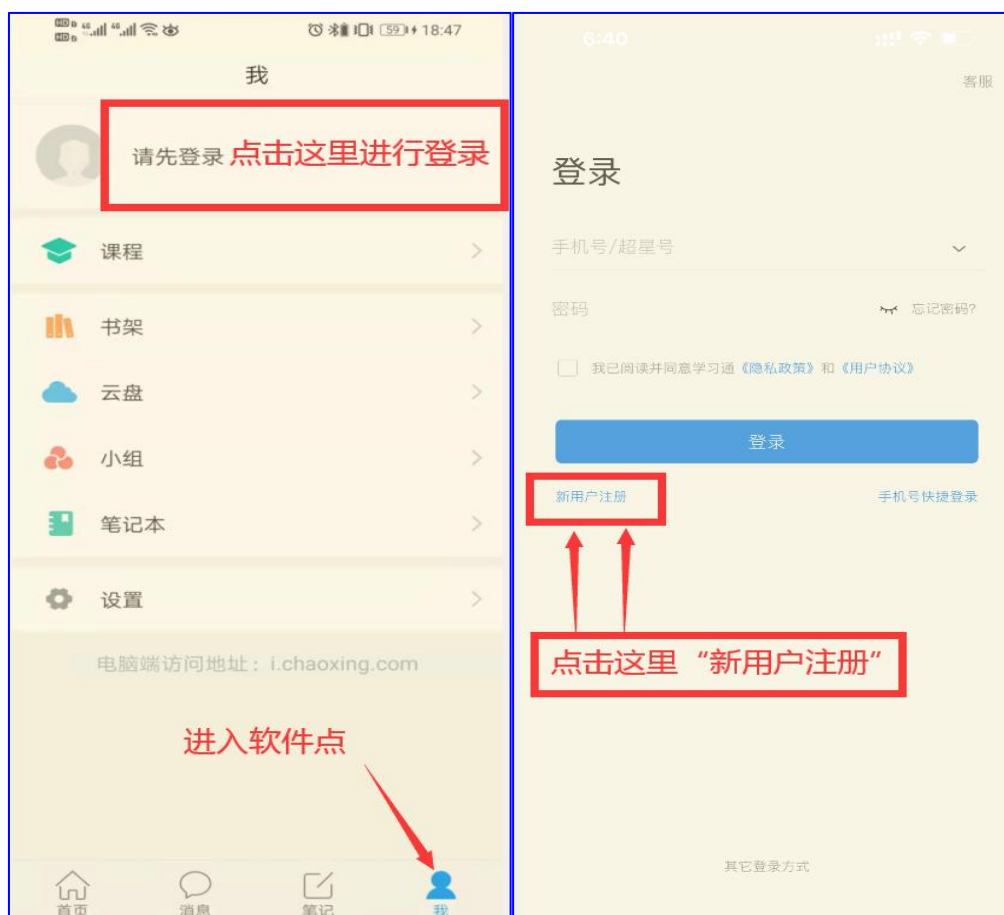 59 18:47
我
请先登录 点击这里进行登录
课程
书架
云盘
小组
笔记本
设置
电脑端访问地址：i.chaoxing.com
进入软件点
首页 消息 笔记 我
6:40
客服
登录
手机号/超星号
密码 忘记密码?
我已阅读并同意学习通《隐私政策》和《用户协议》
登录
新用户注册 手机号快捷登录
点击这里“新用户注册”
其它登录方式